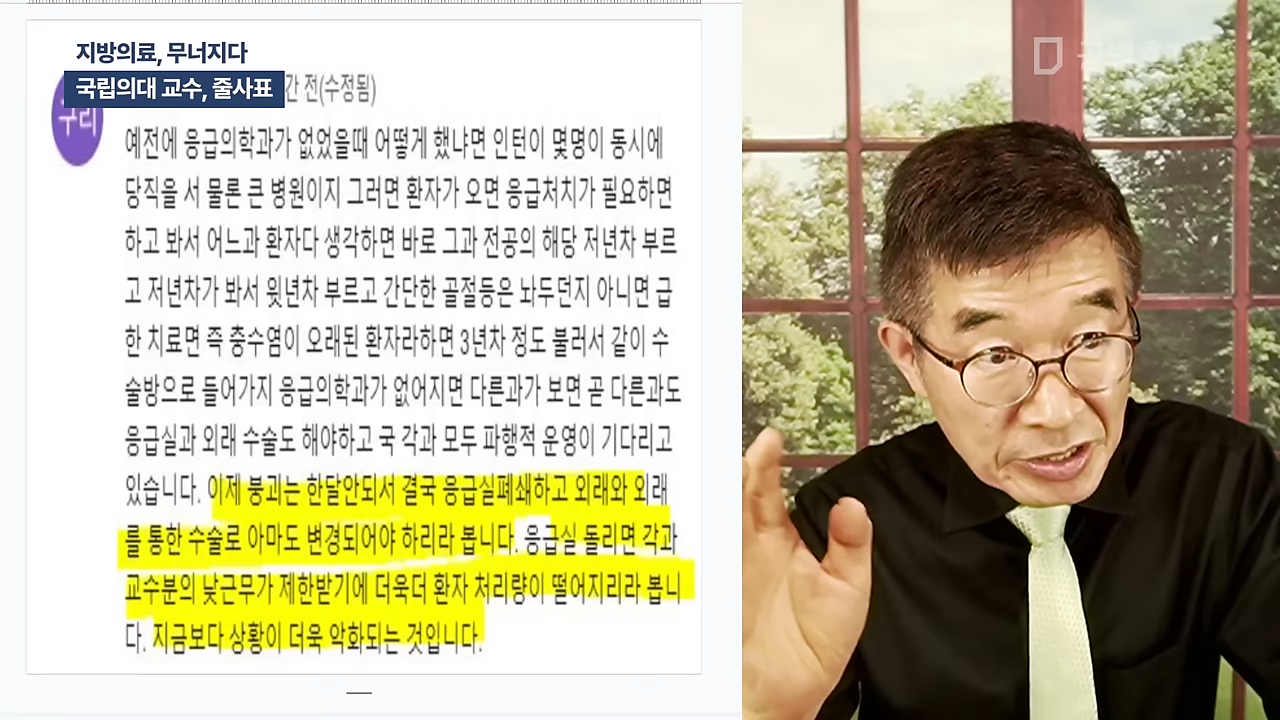 지방의료, 무너지다
국립의대 교수, 줄사표
간 전(수정됨)
구리
예전에 응급의학과가 없었을때 어떻게 했냐면 인턴이 몇명이 동시에
당직을 서 물론 큰 병원이지 그러면 환자가 오면 응급처치가 필요하면
하고 봐서 어느과 환자다 생각하면 바로 그과 전공의 해당 저년차 부르
고 저년차가 봐서 윗년차 부르고 간단한 골절등은 놔두던지 아니면 급
한 치료면 즉 충수염이 오래된 환자라하면 3년차 정도 불러서 같이 수
술방으로 들어가지 응급의학과가 없어지면 다른과가 보면 곧 다른과도
응급실과 외래 수술도 해야하고 국 각과 모두 파행적 운영이 기다리고
있습니다. 이제 붕괴는 한달안되서 결국 응급실폐쇄하고 외래와 외래
를 통한 수술로 아마도 변경되어야 하리라 봅니다. 응급실 돌리면 각과
교수분의 낮근무가 제한받기에 더욱더 환자 처리량이 떨어지리라 봅니
다. 지금보다 상황이 더욱 악화되는 것입니다.